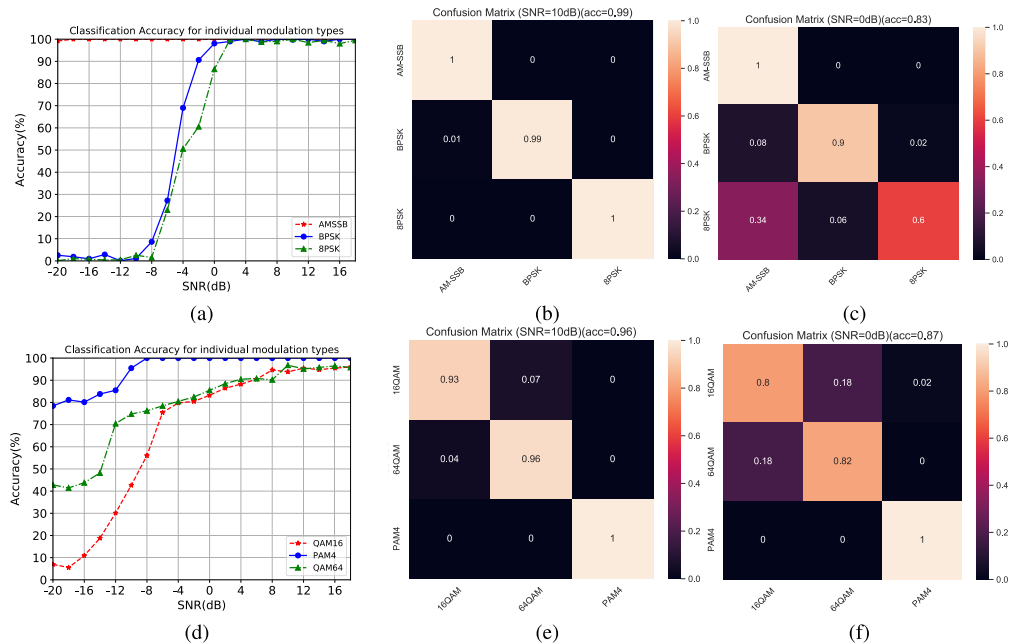 Classification Accuracy for individual modulation types
100
90
80
70
60
50
40
30
20
10
0
Accuracy(%)
AMSSB
BPSK
8PSK
-20 -16 -12 -8 -4 0 4 8 12 16
SNR(dB)
(a)
Confusion Matrix (SNR=10dB)(acc=0.99)
AM-SSB 1 0 0
BPSK 0.01 0.99 0
8PSK 0 0 1
AM-SSB BPSK 8PSK
1.0
0.8
0.6
0.4
0.2
0.0
(b)
Confusion Matrix (SNR=0dB)(acc=0.83)
AM-SSB 1 0 0
BPSK 0.08 0.9 0.02
8PSK 0.34 0.06 0.6
AM-SSB BPSK 8PSK
1.0
0.8
0.6
0.4
0.2
0.0
(c)
Classification Accuracy for individual modulation types
100
90
80
70
60
50
40
30
20
10
0
Accuracy(%)
QAM16
PAM4
QAM64
-20 -16 -12 -8 -4 0 4 8 12 16
SNR(dB)
(d)
Confusion Matrix (SNR=10dB)(acc=0.96)
16QAM 0.93 0.07 0
64QAM 0.04 0.96 0
PAM4 0 0 1
16QAM 64QAM PAM4
1.0
0.8
0.6
0.4
0.2
0.0
(e)
Confusion Matrix (SNR=0dB)(acc=0.87)
16QAM 0.8 0.18 0.02
64QAM 0.18 0.82 0
PAM4 0 0 1
16QAM 64QAM PAM4
1.0
0.8
0.6
0.4
0.2
0.0
(f)